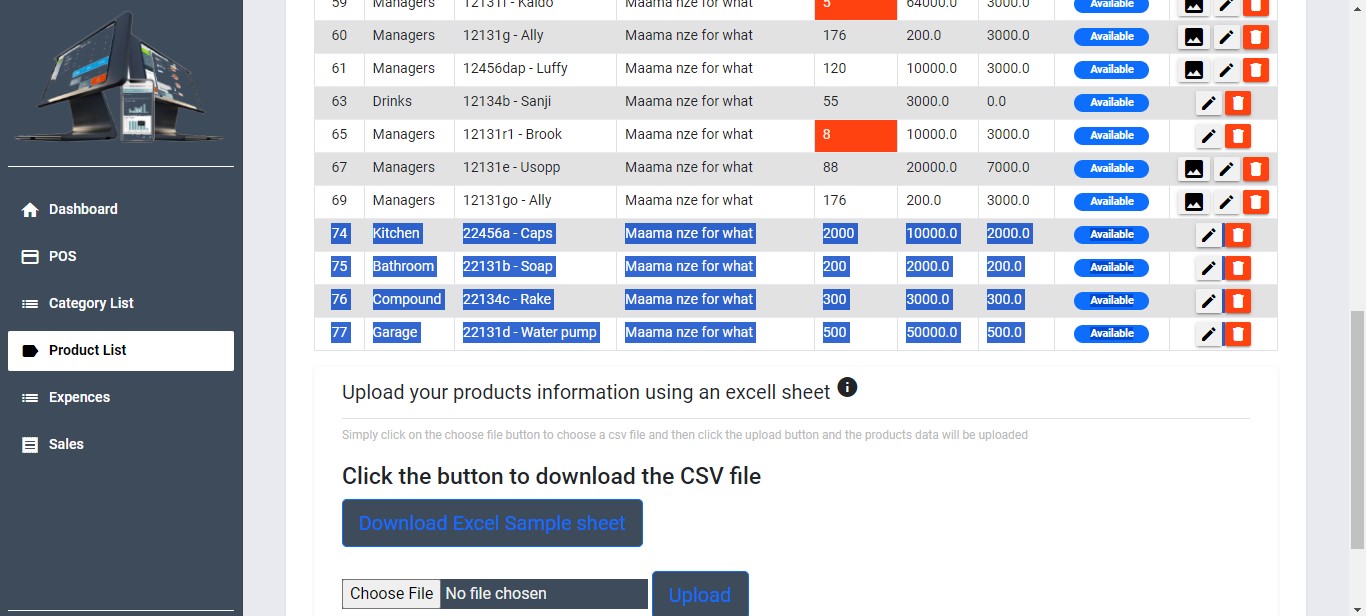 59 Managers 12131f - Kaido Maama nze for what 5 64000.0 3000.0 Available
60 Managers 12131g - Ally Maama nze for what 176 200.0 3000.0 Available
61 Managers 12456dap - Luffy Maama nze for what 120 10000.0 3000.0 Available
63 Drinks 12134b - Sanji Maama nze for what 55 3000.0 0.0 Available
65 Managers 12131r1 - Brook Maama nze for what 8 10000.0 3000.0 Available
67 Managers 12131e - Usopp Maama nze for what 88 20000.0 7000.0 Available
69 Managers 12131go - Ally Maama nze for what 176 200.0 3000.0 Available
74 Kitchen 22456a - Caps Maama nze for what 2000 10000.0 2000.0 Available
75 Bathroom 22131b - Soap Maama nze for what 200 2000.0 200.0 Available
76 Compound 22134c - Rake Maama nze for what 300 3000.0 300.0 Available
77 Garage 22131d - Water pump Maama nze for what 500 50000.0 500.0 Available
Dashboard
POS
Category List
Product List
Expences
Sales
Upload your products information using an excell sheet
Simply click on the choose file button to choose a csv file and then click the upload button and the products data will be uploaded
Click the button to download the CSV file
Download Excel Sample sheet
Choose File No file chosen
Upload